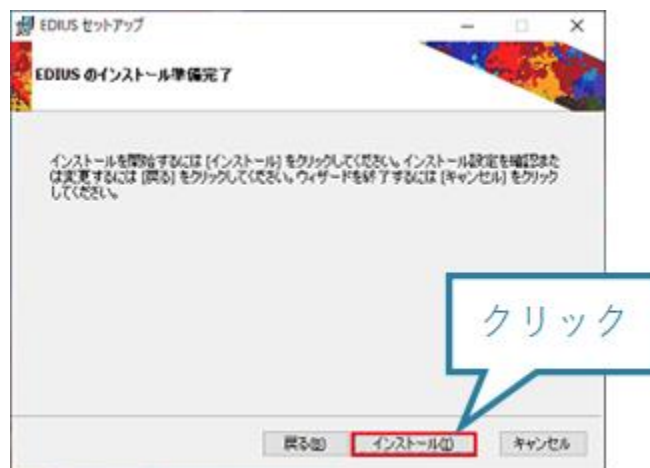 EDIUS セットアップ
EDIUS のインストール準備完了
インストールを開始するには [インストール] をクリックしてください。インストール設定を確認また
は変更するには [戻る] をクリックしてください。ウィザードを終了するには [キャンセル] をクリック
してください。
クリック
戻る(B) インストール(I) キャンセル